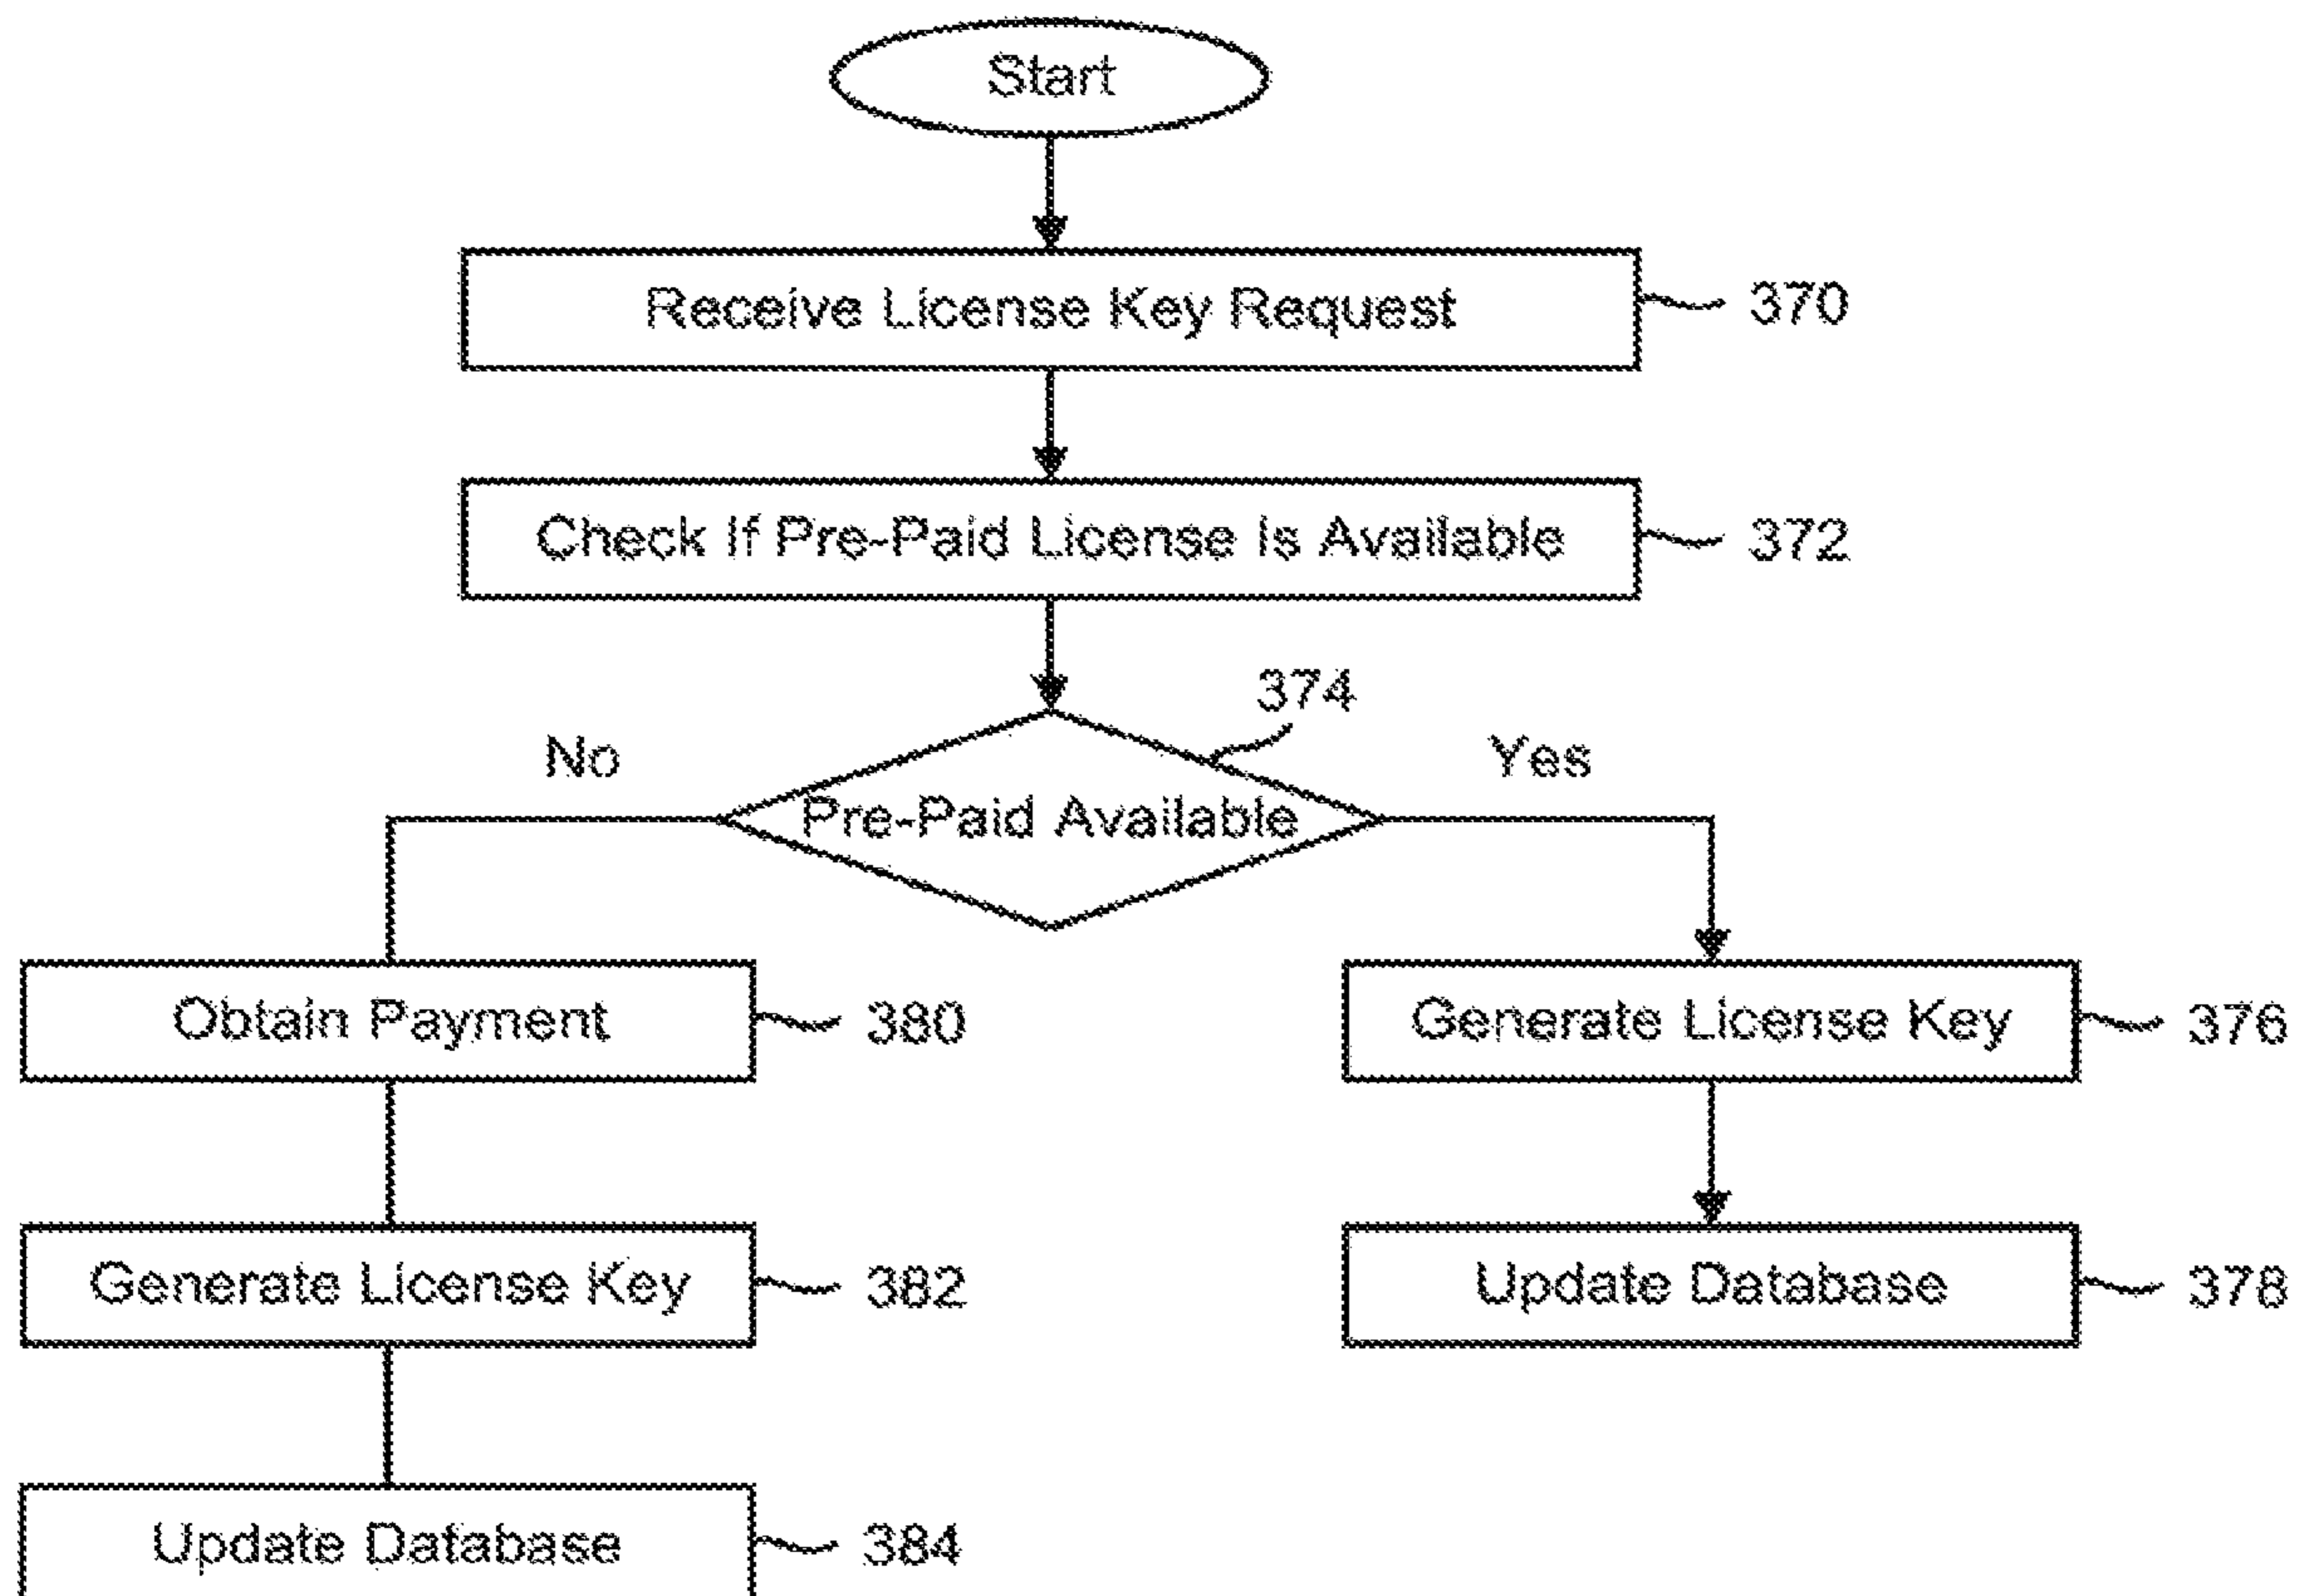 Start
Receive License Key Request
370
Check If Pre-Paid License Is Available
372
374
No
Yes
Pre-Paid Available
Obtain Payment
380
Generate License Key
376
Generate License Key
382
Update Database
378
Update Database
384